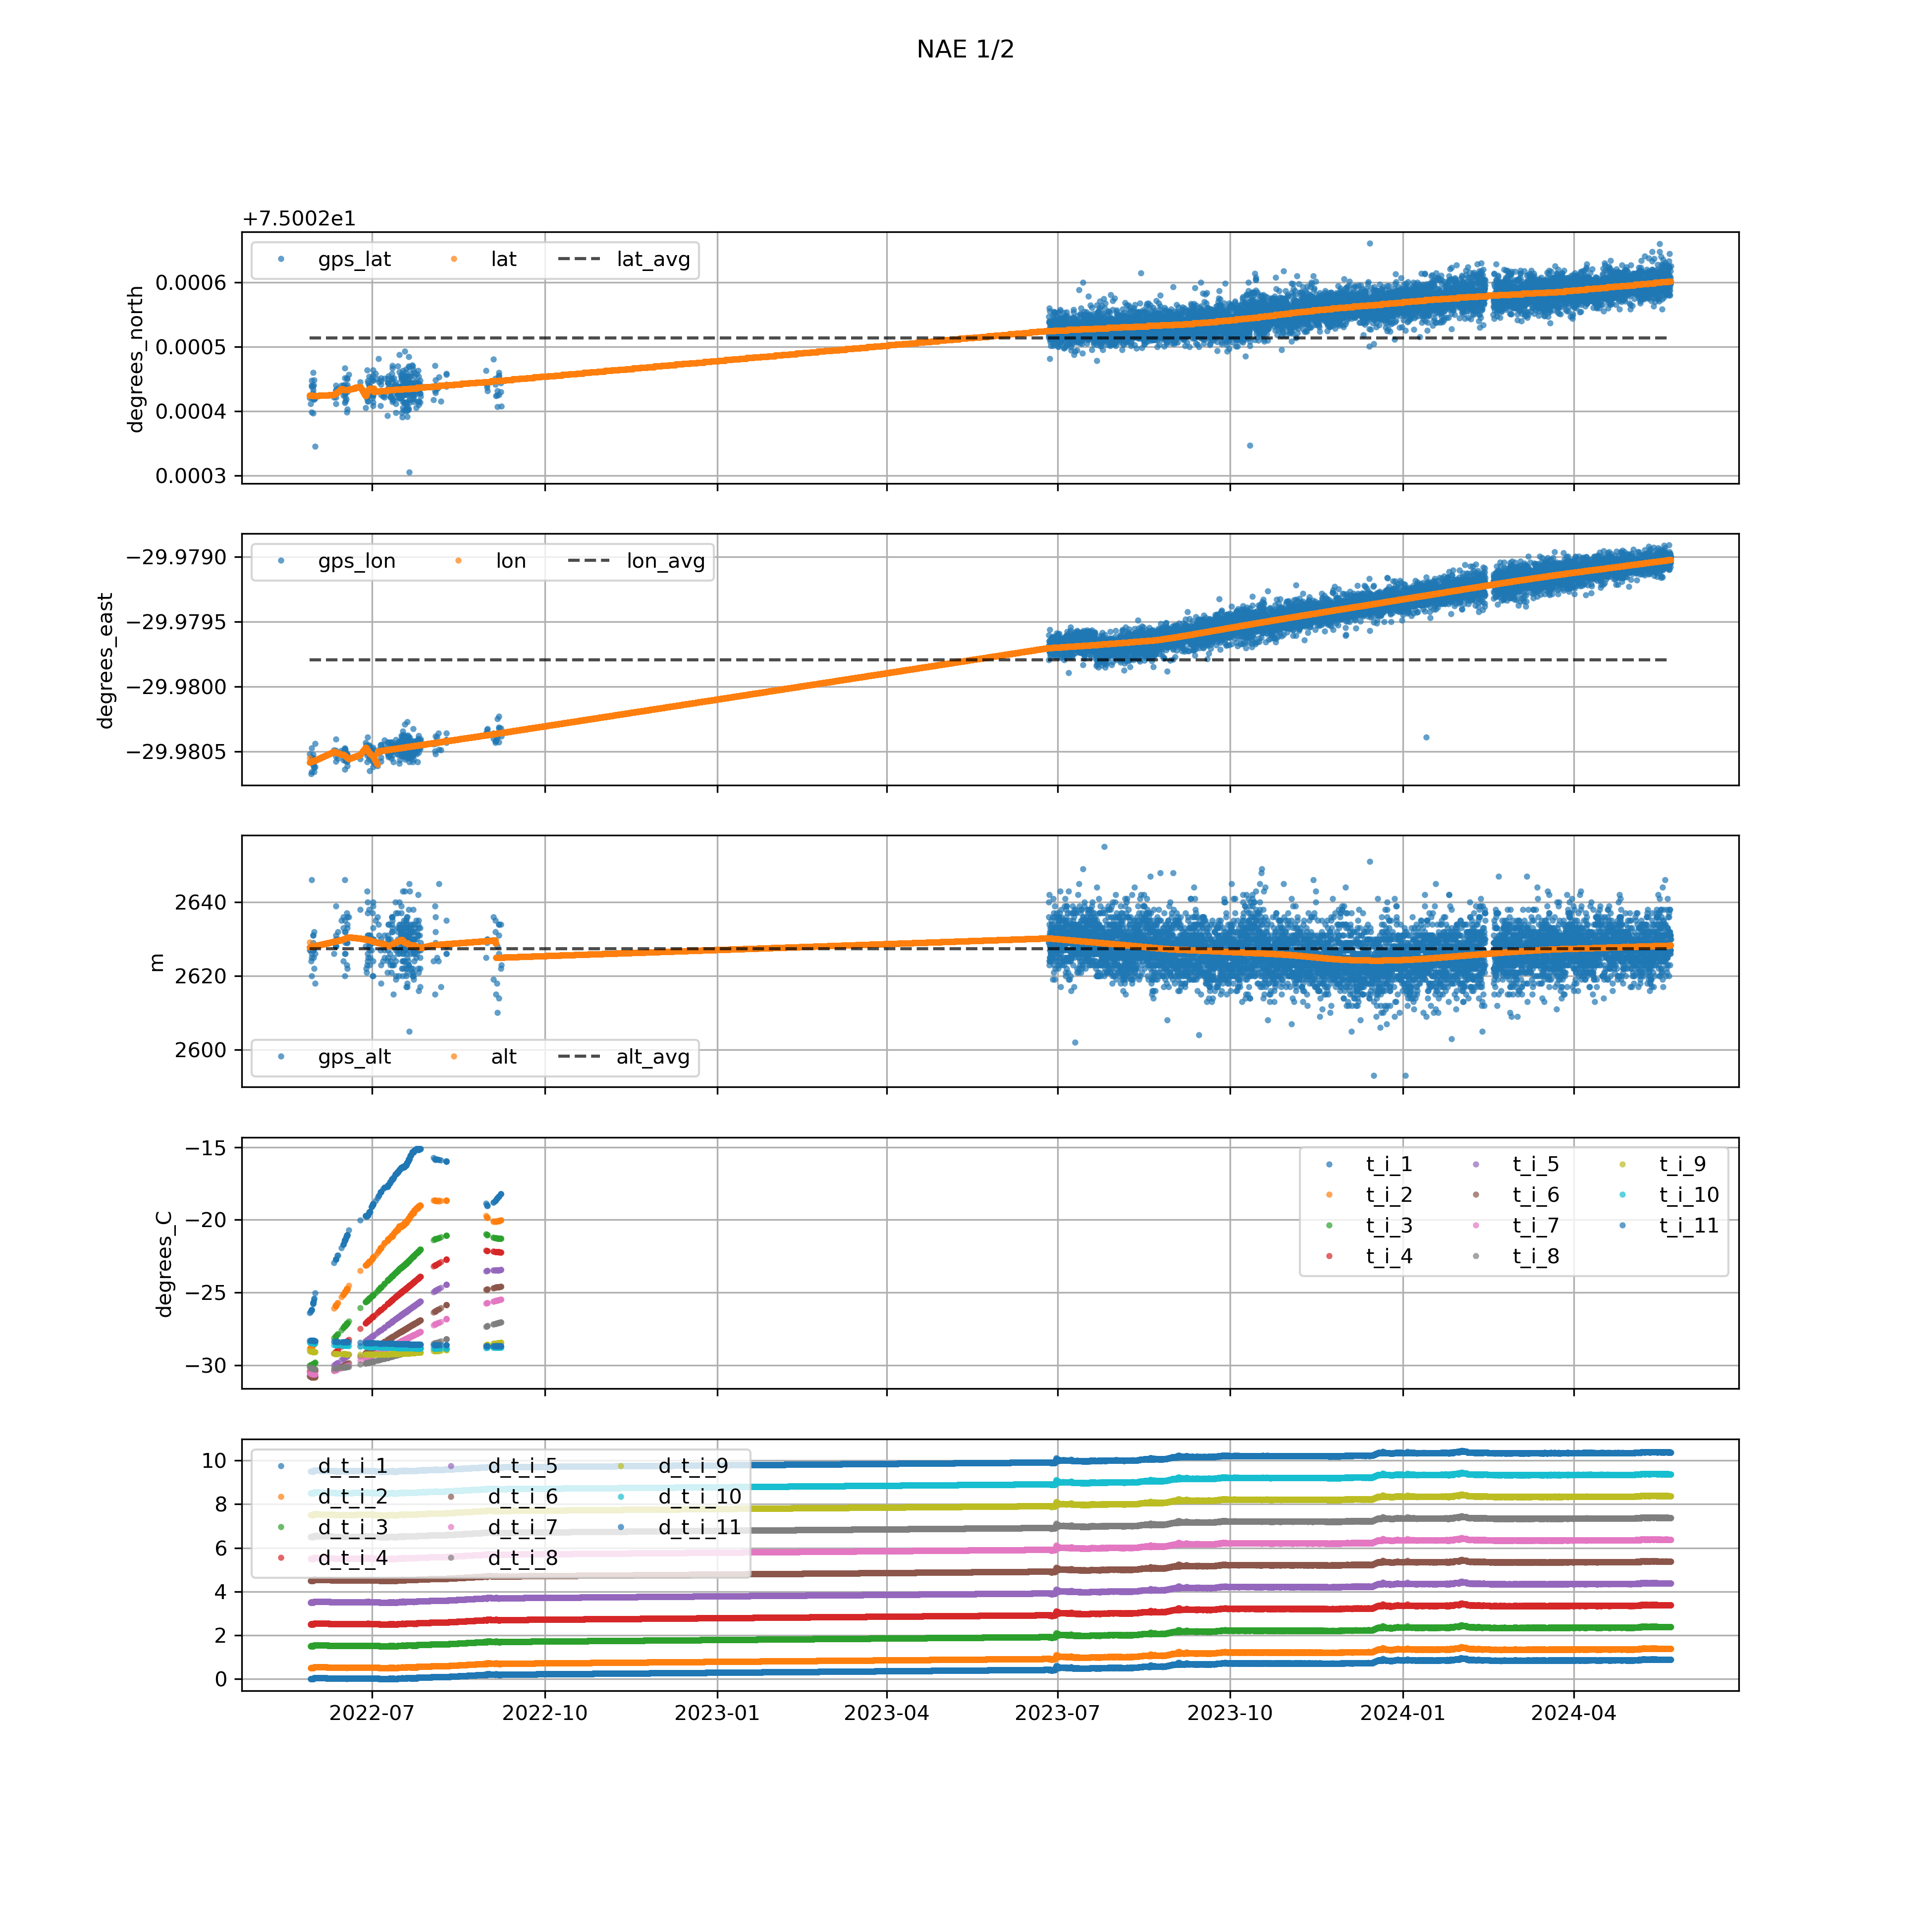 NAE 1/2
+7.5002e1
gps_lat lat lat_avg
degrees_north
0.0006
0.0005
0.0004
0.0003
gps_lon lon lon_avg
degrees_east
−29.9790
−29.9795
−29.9800
−29.9805
m
2640
2620
2600
gps_alt alt alt_avg
degrees_C
−15
−20
−25
−30
t_i_1 t_i_5 t_i_9
t_i_2 t_i_6 t_i_10
t_i_3 t_i_7 t_i_11
t_i_4 t_i_8
10
8
6
4
2
0
d_t_i_1 d_t_i_5 d_t_i_9
d_t_i_2 d_t_i_6 d_t_i_10
d_t_i_3 d_t_i_7 d_t_i_11
d_t_i_4 d_t_i_8
2022-07 2022-10 2023-01 2023-04 2023-07 2023-10 2024-01 2024-04